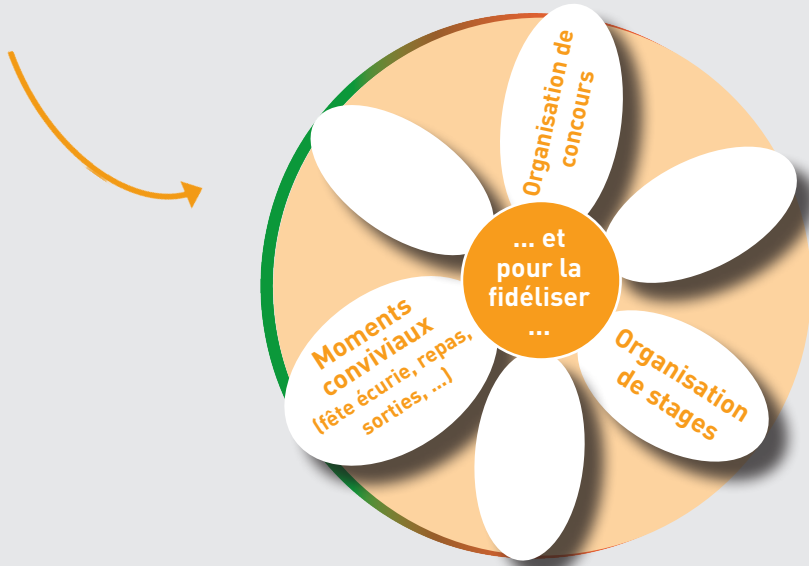 Organisation de
concours
... et
pour la
fidéliser
...
Moments
conviviaux
(fête écurie, repas,
sorties, ...)
Organisation
de stages